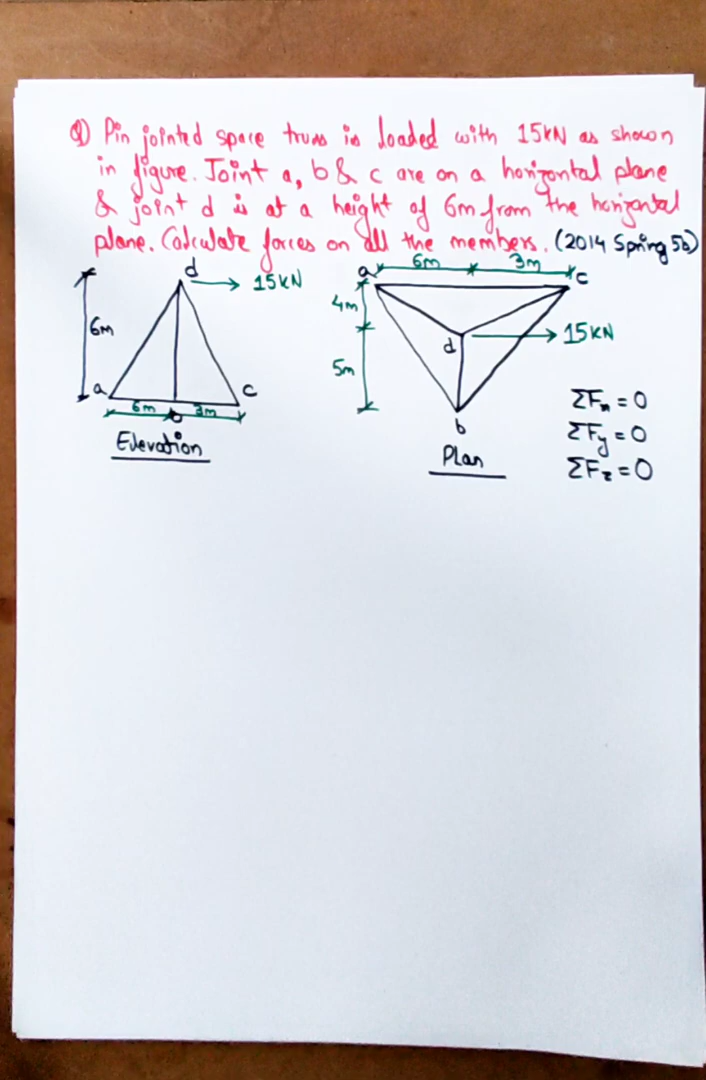 Q) Pin jointed space truss is loaded with 15kN as shown
in figure. Joint a, b & c are on a horizontal plane
& joint d is at a height of 6m from the horizontal
plane. Calculate forces on all the members. (2014 Spring 5b)
d 15kN
6m
a c
6m b 3m
Elevation
a 6m 3m c
4m
d 15kN
5m
b
Plan
ΣFx = 0
ΣFy = 0
ΣFz = 0